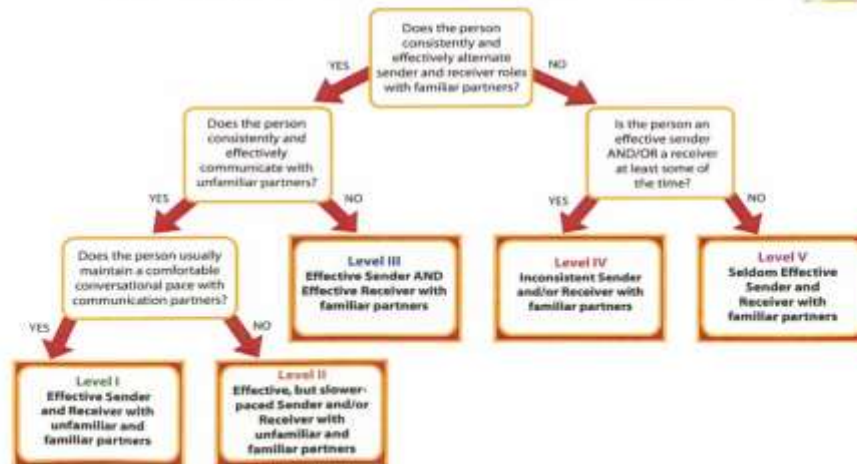 Does the person
consistently and
effectively alternate
sender and receiver roles
with familiar partners?
YES
NO
Does the person
consistently and
effectively
communicate with
unfamiliar partners?
Is the person an
effective sender
AND/OR a receiver
at least some of
the time?
YES
NO
YES
NO
Does the person usually
maintain a comfortable
conversational pace with
communication partners?
Level III
Effective Sender AND
Effective Receiver with
familiar partners
Level IV
Inconsistent Sender
and/or Receiver with
familiar partners
Level V
Seldom Effective
Sender and
Receiver with
familiar partners
YES
NO
Level I
Effective Sender
and Receiver with
unfamiliar and
familiar partners
Level II
Effective, but slower-
paced Sender and/or
Receiver with
unfamiliar and
familiar partners